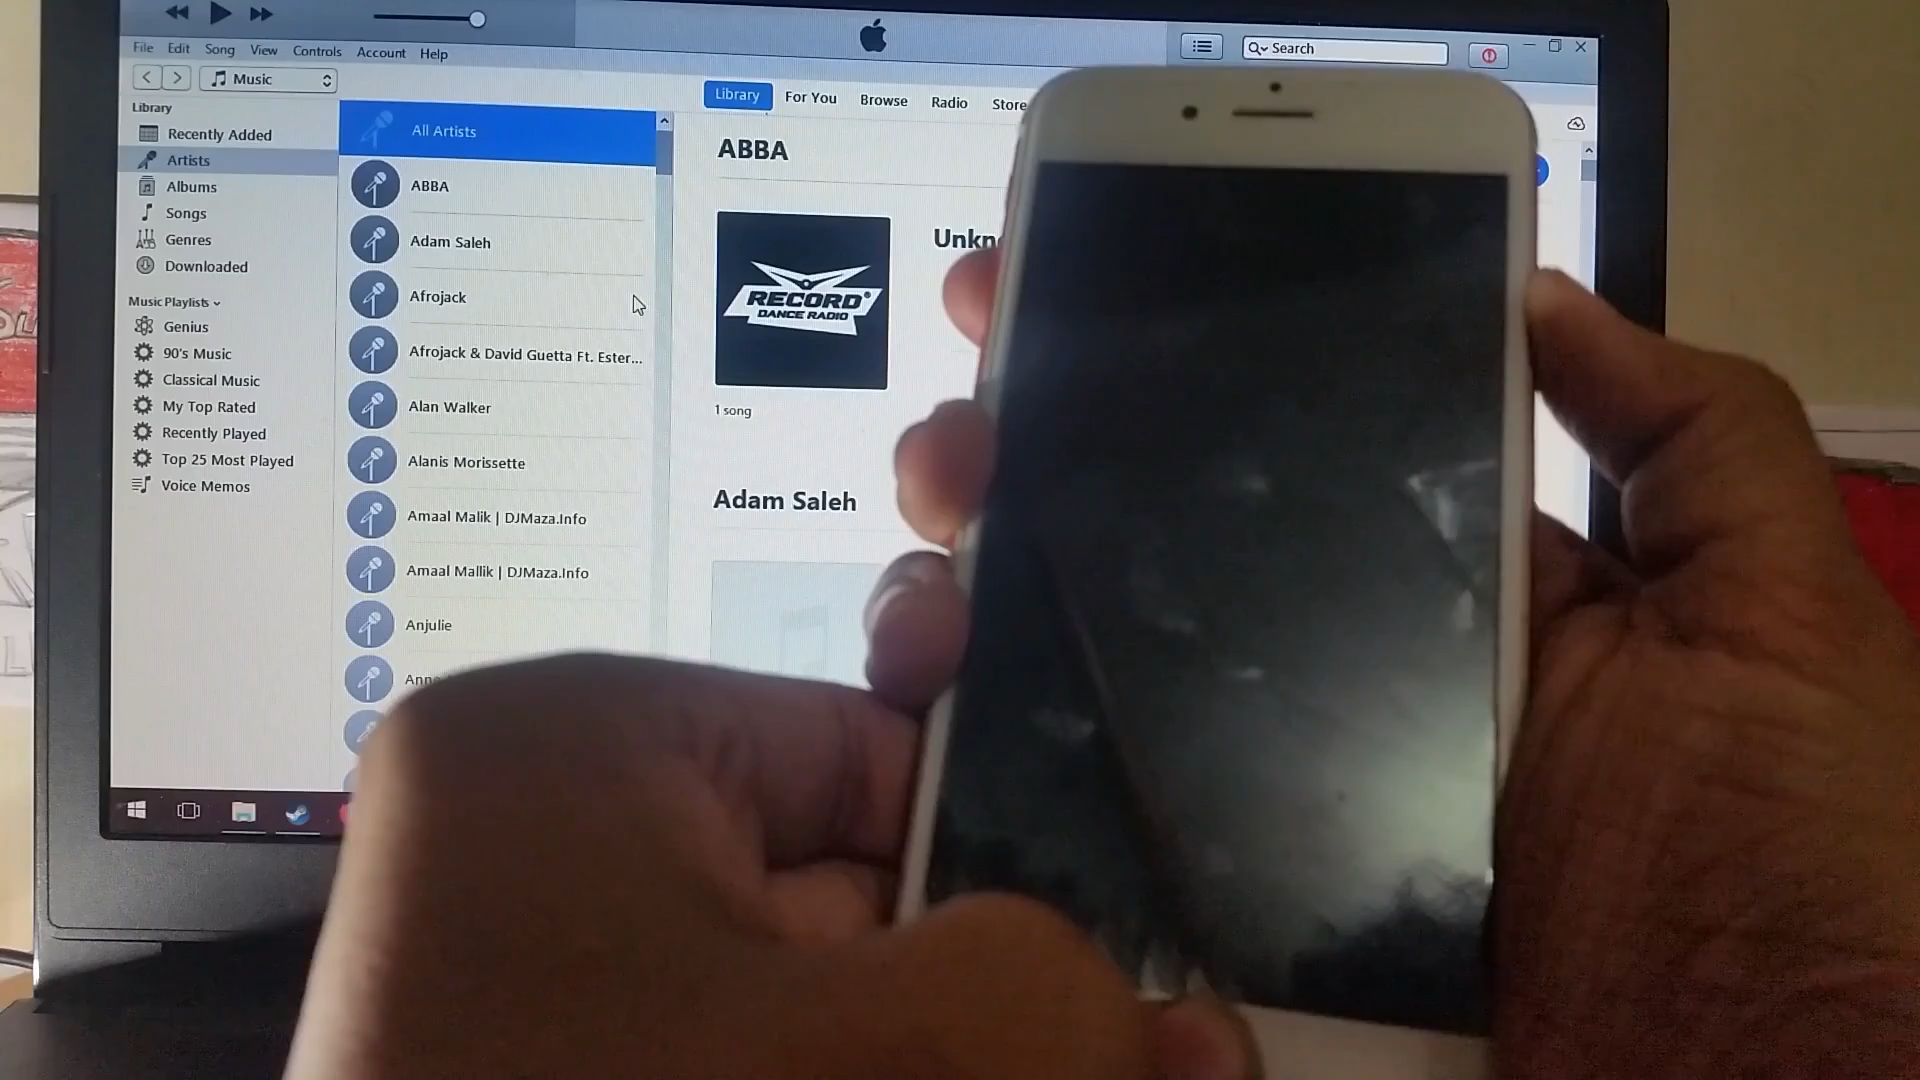 Search
File Edit Song View Controls Account Help
Music
Library For You Browse Radio Store
Library
Recently Added
Artists
Albums
Songs
Genres
Downloaded
Music Playlists
Genius
90's Music
Classical Music
My Top Rated
Recently Played
Top 25 Most Played
Voice Memos
All Artists
ABBA
Adam Saleh
Afrojack
Afrojack & David Guetta Ft. Ester...
Alan Walker
Alanis Morissette
Amaal Malik | DJMaza.Info
Amaal Mallik | DJMaza.Info
Anjulie
ABBA
RECORD®
DANCE RADIO
1 song
Adam Saleh